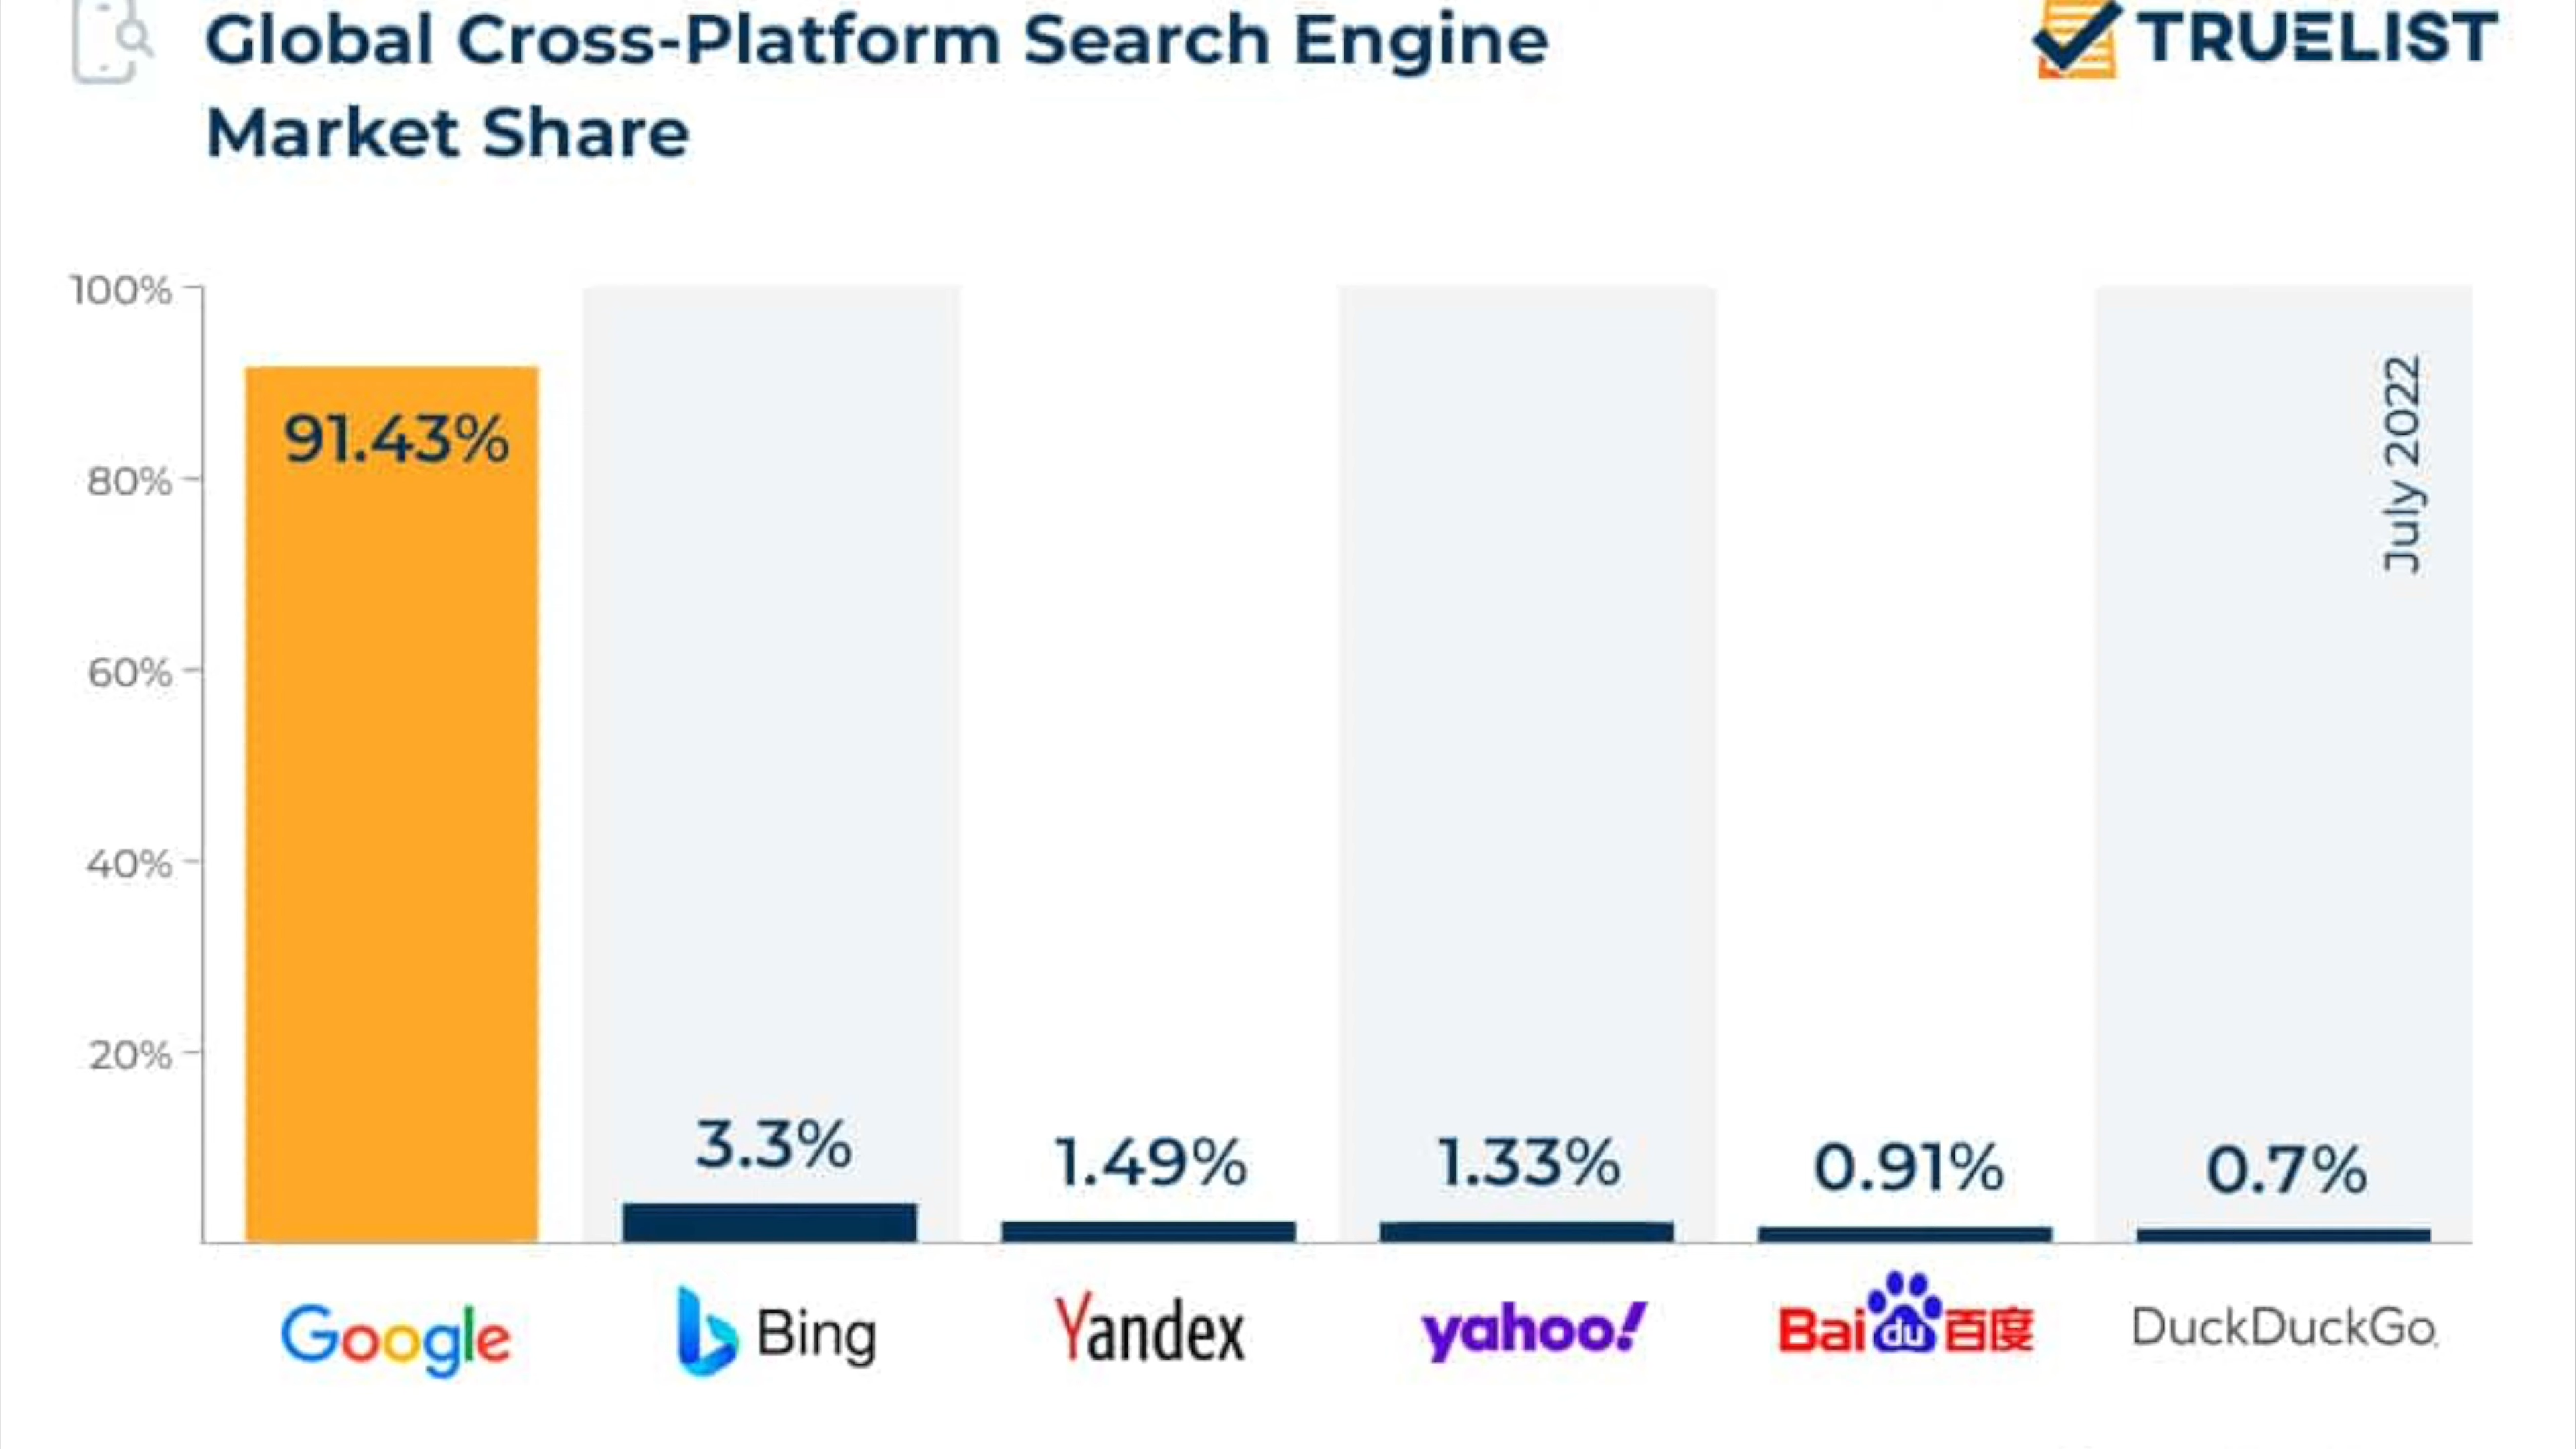 Global Cross-Platform Search Engine
Market Share
TRUELIST
100%
80%
60%
40%
20%
91.43%
3.3%
1.49%
1.33%
0.91%
0.7%
July 2022
Google
Bing
Yandex
yahoo!
Baidu百度
DuckDuckGo